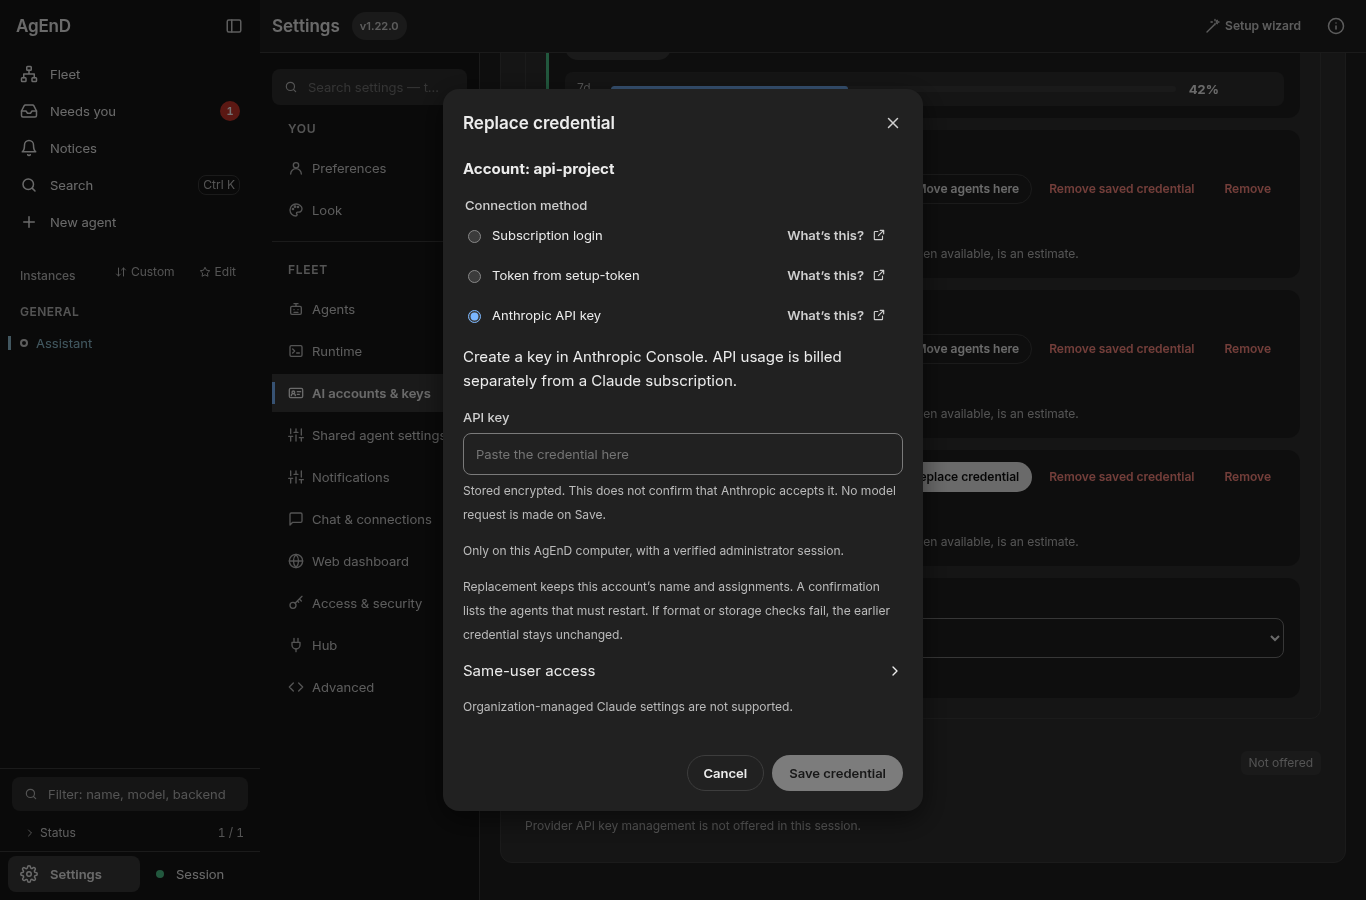 AgEnD
Fleet
Needs you
1
Notices
Search
Ctrl K
New agent
Instances
Custom
Edit
GENERAL
Assistant
Filter: name, model, backend
Status
1 / 1
Settings
Session
Settings
v1.22.0
Setup wizard
Search settings — t...
YOU
Preferences
Look
FLEET
Agents
Runtime
AI accounts & keys
Shared agent settings
Notifications
Chat & connections
Web dashboard
Access & security
Hub
Advanced
7d
42%
Move agents here
Remove saved credential
Remove
en available, is an estimate.
Move agents here
Remove saved credential
Remove
en available, is an estimate.
eplace credential
Remove saved credential
Remove
en available, is an estimate.
Not offered
Provider API key management is not offered in this session.
Replace credential
Account: api-project
Connection method
Subscription login
What's this?
Token from setup-token
What's this?
Anthropic API key
What's this?
Create a key in Anthropic Console. API usage is billed
separately from a Claude subscription.
API key
Paste the credential here
Stored encrypted. This does not confirm that Anthropic accepts it. No model
request is made on Save.
Only on this AgEnD computer, with a verified administrator session.
Replacement keeps this account's name and assignments. A confirmation
lists the agents that must restart. If format or storage checks fail, the earlier
credential stays unchanged.
Same-user access
Organization-managed Claude settings are not supported.
Cancel
Save credential